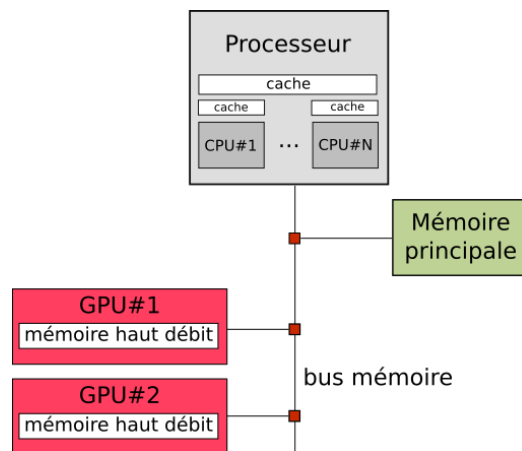 Processeur
cache
cache
cache
CPU#1
...
CPU#N
Mémoire
principale
GPU#1
mémoire haut débit
bus mémoire
GPU#2
mémoire haut débit